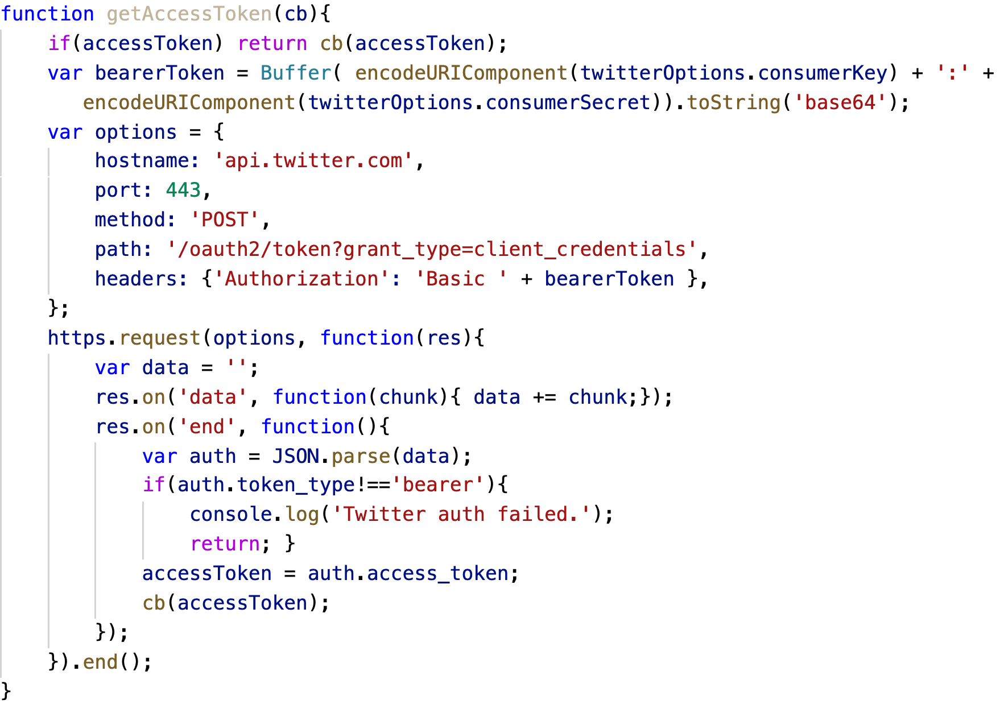 function getAccessToken(cb){
    if(accessToken) return cb(accessToken);
    var bearerToken = Buffer( encodeURIComponent(twitterOptions.consumerKey) + ':' +
       encodeURIComponent(twitterOptions.consumerSecret)).toString('base64');
    var options = {
        hostname: 'api.twitter.com',
        port: 443,
        method: 'POST',
        path: '/oauth2/token?grant_type=client_credentials',
        headers: {'Authorization': 'Basic ' + bearerToken },
    };
    https.request(options, function(res){
        var data = '';
        res.on('data', function(chunk){ data += chunk;});
        res.on('end', function(){
            var auth = JSON.parse(data);
            if(auth.token_type!=='bearer'){
                console.log('Twitter auth failed.');
                return; }
            accessToken = auth.access_token;
            cb(accessToken);
        });
    }).end();
}